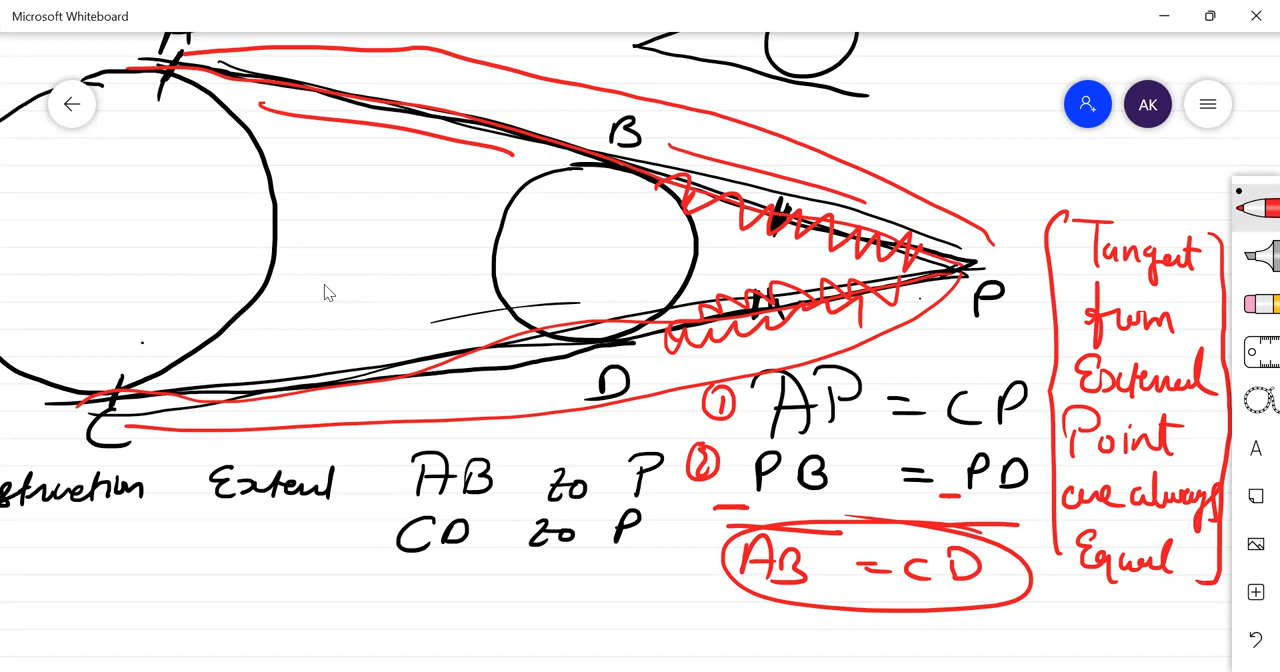 Microsoft Whiteboard
A
B
AK
P
D
C
① AP = CP
② PB = PD
AB = CD
struction Extend AB to P
CD to P
Tangent
from
External
Point
are always
Equal
A